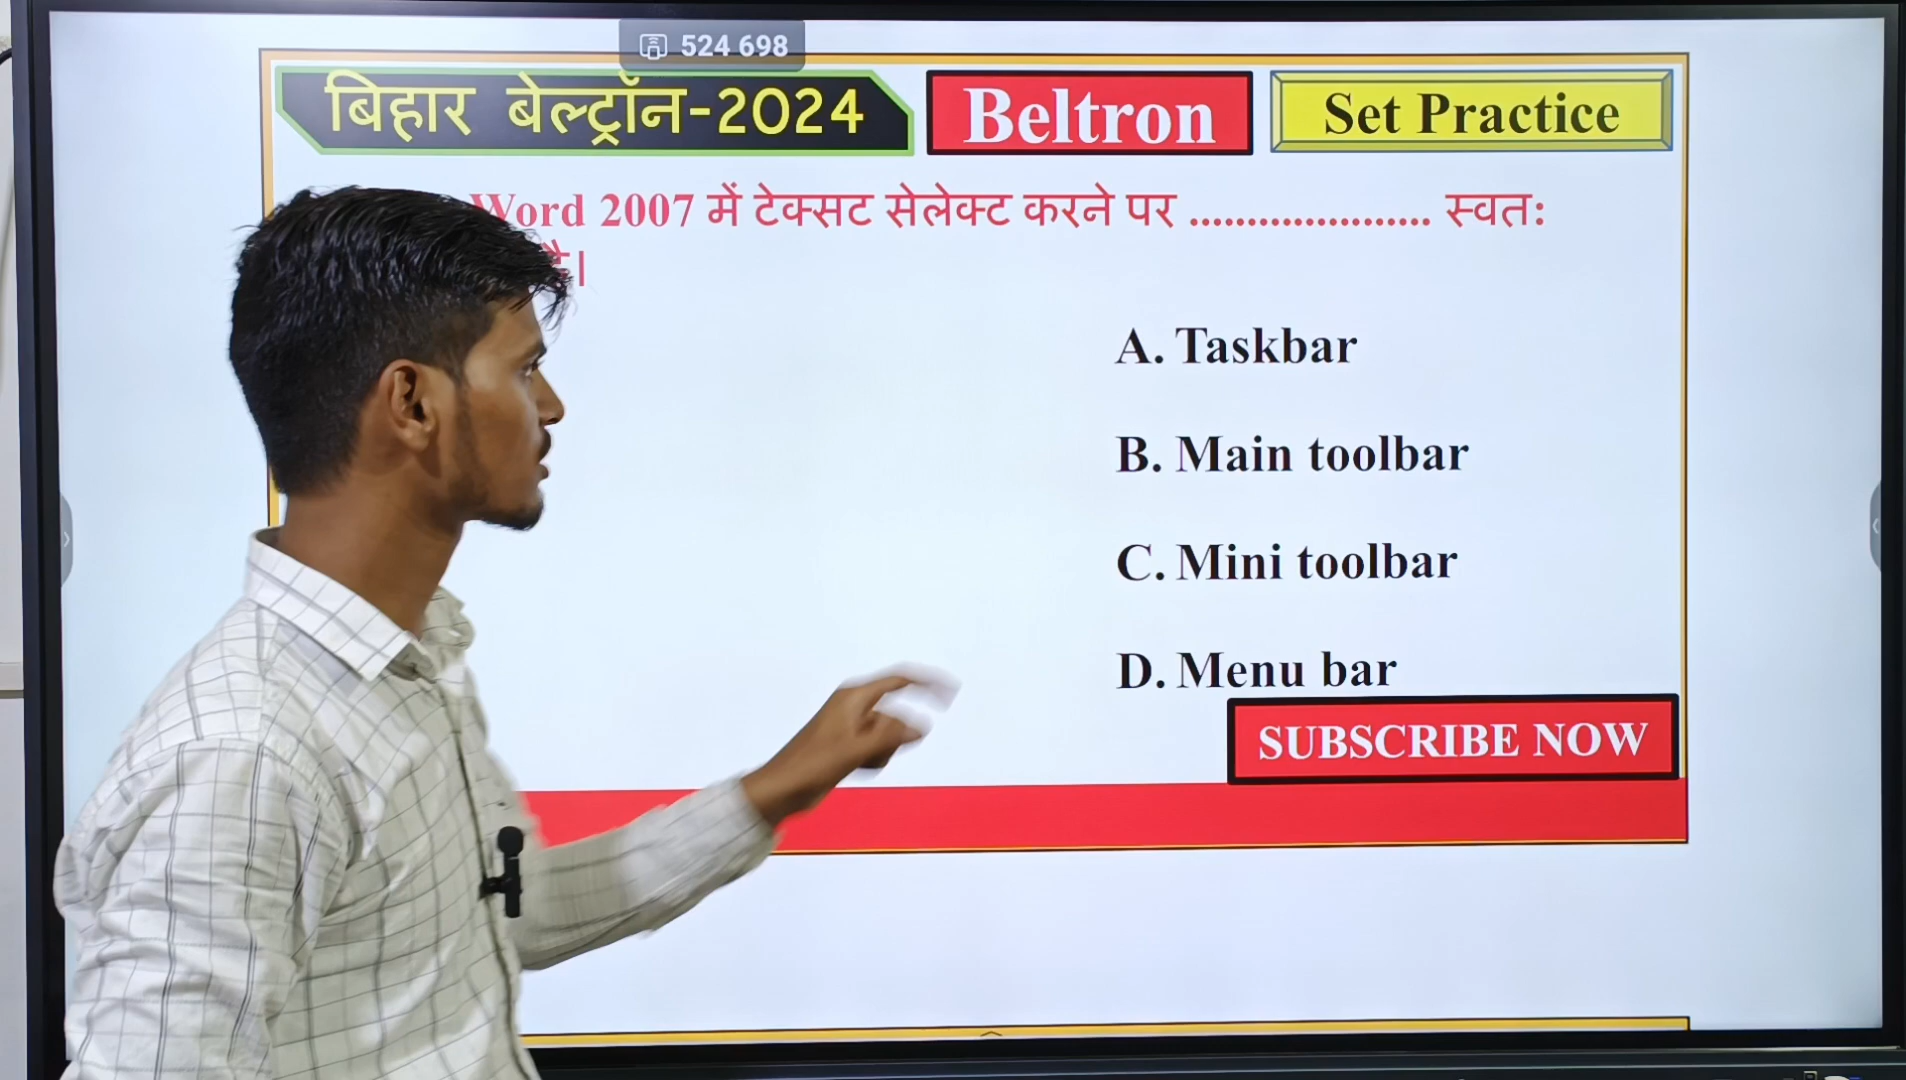 524 698
बिहार बेल्ट्रॉन-2024
Beltron
Set Practice
Word 2007 में टेक्सट सेलेक्ट करने पर ..................... स्वतः
है।
A. Taskbar
B. Main toolbar
C. Mini toolbar
D. Menu bar
SUBSCRIBE NOW